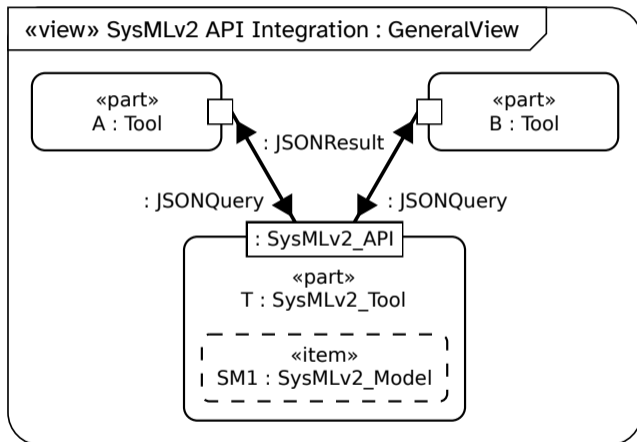 «view» SysMLv2 API Integration : GeneralView
«part»
A : Tool
«part»
B : Tool
: JSONResult
: JSONQuery
: JSONQuery
: SysMLv2_API
«part»
T : SysMLv2_Tool
«item»
SM1 : SysMLv2_Model